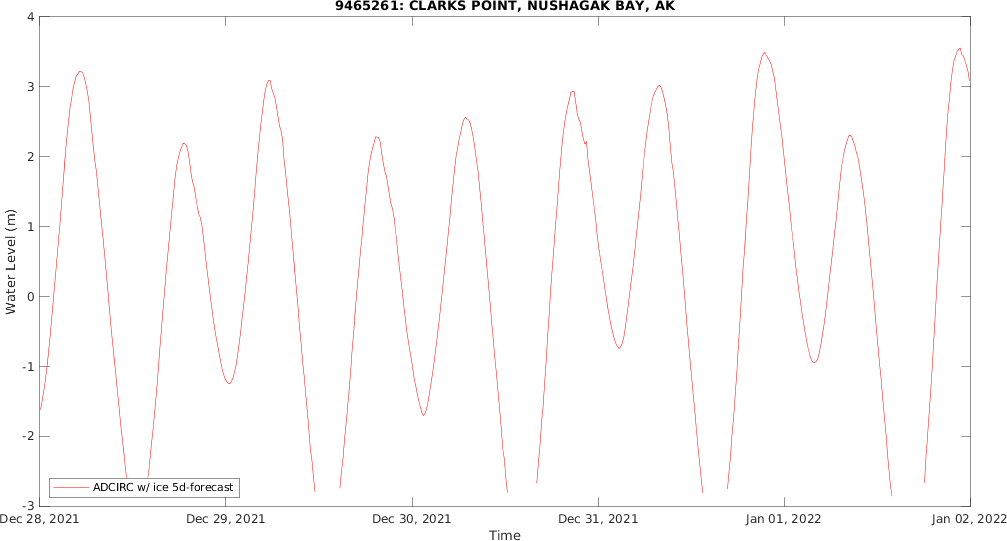 9465261: CLARKS POINT, NUSHAGAK BAY, AK
4
3
2
1
0
-1
-2
-3
Water Level (m)
ADCIRC w/ ice 5d-forecast
Dec 28, 2021 Dec 29, 2021 Dec 30, 2021 Dec 31, 2021 Jan 01, 2022 Jan 02, 2022
Time